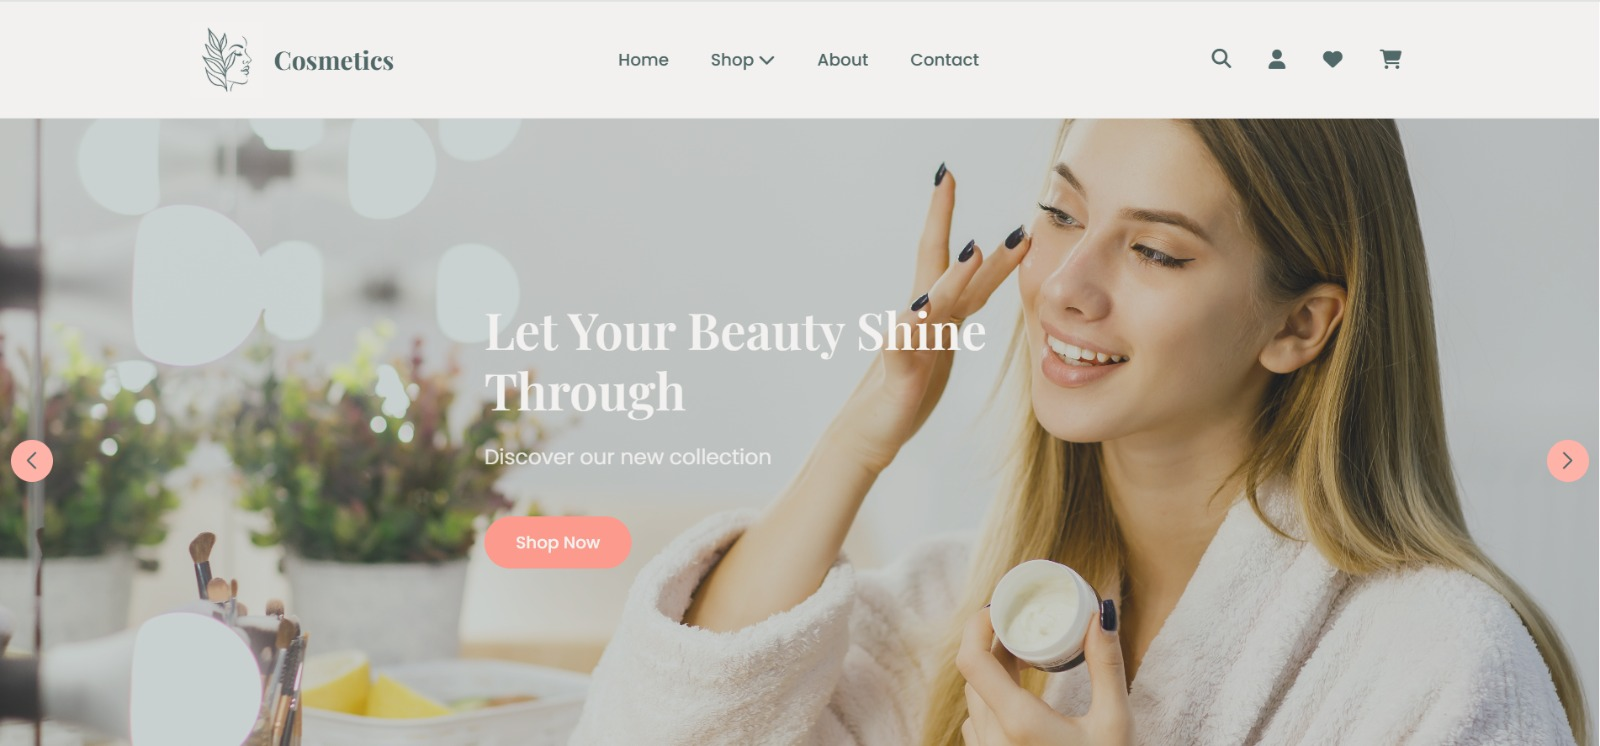 Cosmetics
Home
Shop
About
Contact
Let Your Beauty Shine
Through
Discover our new collection
Shop Now